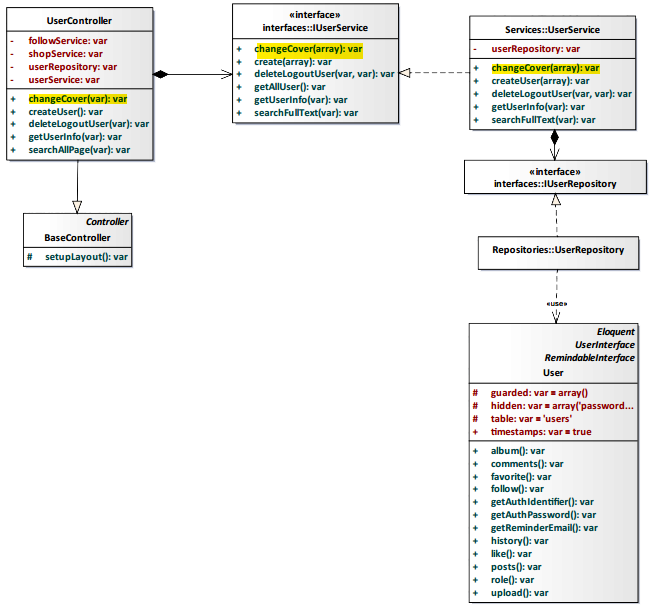 UserController
- followService: var
- shopService: var
- userRepository: var
- userService: var
+ changeCover(var): var
+ createUser(): var
+ deleteLogoutUser(var): var
+ getUserInfo(var): var
+ searchAllPage(var): var
«interface»
interfaces::IUserService
+ changeCover(array): var
+ create(array): var
+ deleteLogoutUser(var, var): var
+ getAllUser(): var
+ getUserInfo(var): var
+ searchFullText(var): var
Services::UserService
- userRepository: var
+ changeCover(array): var
+ createUser(array): var
+ deleteLogoutUser(var, var): var
+ getUserInfo(var): var
+ searchFullText(var): var
«interface»
interfaces::IUserRepository
Controller
BaseController
# setupLayout(): var
Repositories::UserRepository
«use»
Eloquent
UserInterface
RemindableInterface
User
# guarded: var = array()
# hidden: var = array('password...
# table: var = 'users'
+ timestamps: var = true
+ album(): var
+ comments(): var
+ favorite(): var
+ follow(): var
+ getAuthIdentifier(): var
+ getAuthPassword(): var
+ getReminderEmail(): var
+ history(): var
+ like(): var
+ posts(): var
+ role(): var
+ upload(): var